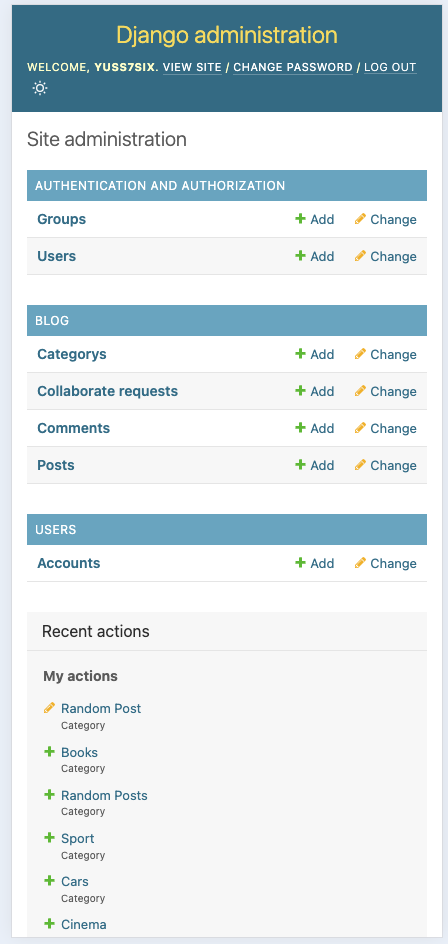 Django administration
WELCOME, YUSS7SIX. VIEW SITE / CHANGE PASSWORD / LOG OUT
Site administration
AUTHENTICATION AND AUTHORIZATION
Groups Add Change
Users Add Change
BLOG
Categorys Add Change
Collaborate requests Add Change
Comments Add Change
Posts Add Change
USERS
Accounts Add Change
Recent actions
My actions
Random Post
Category
Books
Category
Random Posts
Category
Sport
Category
Cars
Category
Cinema